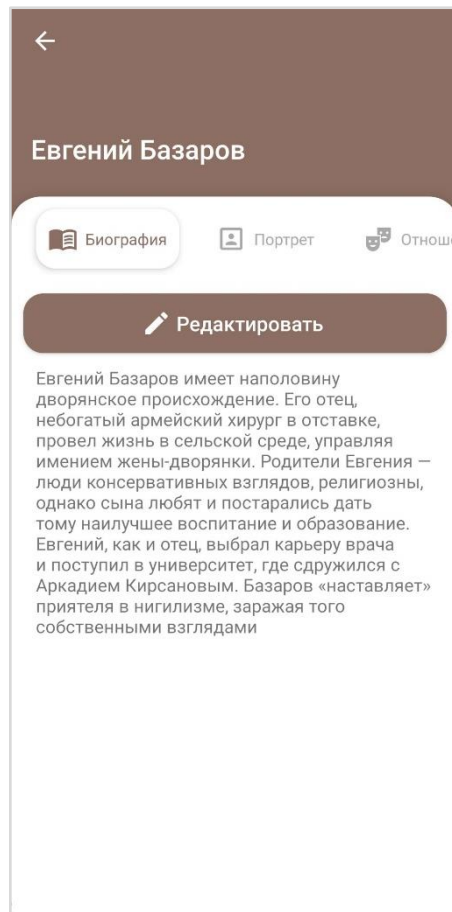 Евгений Базаров
Биография
Портрет
Отнош
Редактировать
Евгений Базаров имеет наполовину
дворянское происхождение. Его отец,
небогатый армейский хирург в отставке,
провел жизнь в сельской среде, управляя
имением жены-дворянки. Родители Евгения —
люди консервативных взглядов, религиозны,
однако сына любят и постарались дать
тому наилучшее воспитание и образование.
Евгений, как и отец, выбрал карьеру врача
и поступил в университет, где сдружился с
Аркадием Кирсановым. Базаров «наставляет»
приятеля в нигилизме, заражая того
собственными взглядами